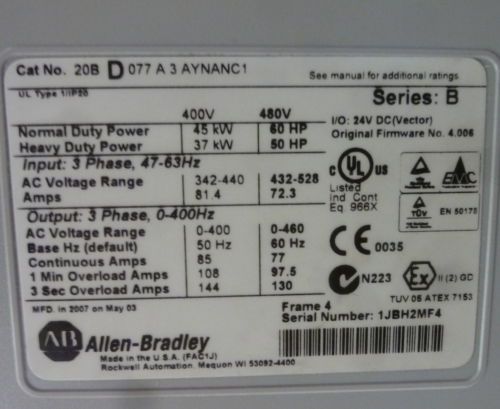 Cat No. 20B D 077 A 3 AYNANC1
See manual for additional ratings
UL Type 1/IP20
Series: B
400V 480V
I/O: 24V DC(Vector)
Original Firmware No. 4.006
Normal Duty Power 45 kW 60 HP
Heavy Duty Power 37 kW 50 HP
Input: 3 Phase, 47-63Hz
AC Voltage Range 342-440 432-528
Amps 81.4 72.3
Output: 3 Phase, 0-400Hz
AC Voltage Range 0-400 0-460
Base Hz (default) 50 Hz 60 Hz
Continuous Amps 85 77
1 Min Overload Amps 108 97.5
3 Sec Overload Amps 144 130
C UL US
Listed
Ind Cont
Eq. 966X
TÜV
EMC
EN 50178
CE 0035
N223
Ex II (2) GD
TUV 05 ATEX 7153
MFD. in 2007 on May 03
Frame 4
Serial Number: 1JBH2MF4
AB Allen-Bradley
Made in the U.S.A. (FAC1J)
Rockwell Automation. Mequon WI 53092-4400